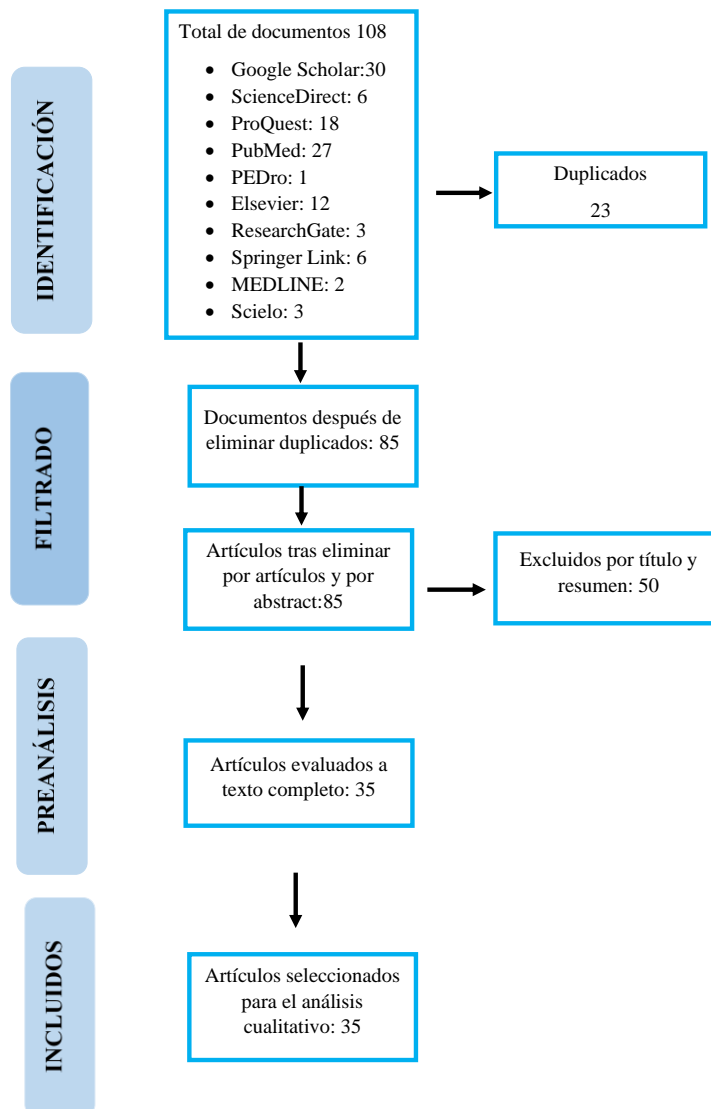 IDENTIFICACIÓN
Total de documentos 108
• Google Scholar:30
• ScienceDirect: 6
• ProQuest: 18
• PubMed: 27
• PEDro: 1
• Elsevier: 12
• ResearchGate: 3
• Springer Link: 6
• MEDLINE: 2
• Scielo: 3
Duplicados
23
FILTRADO
Documentos después de
eliminar duplicados: 85
Artículos tras eliminar
por artículos y por
abstract:85
Excluidos por título y
resumen: 50
PREANÁLISIS
Artículos evaluados a
texto completo: 35
INCLUIDOS
Artículos seleccionados
para el análisis
cualitativo: 35